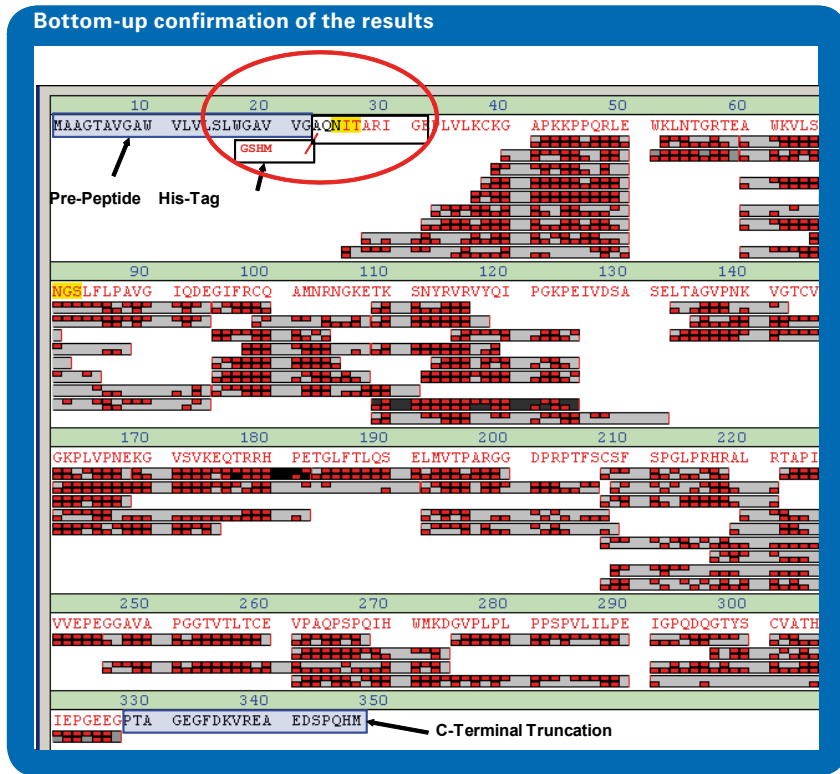 Bottom-up confirmation of the results
10 20 30 40 50 60
MAAGTAVGAW VLVLSLWGAV VGAQNITARI GEPLVLKCKG APKKPPQRLE WKLNTGRTEA WKVLS
GSHM
Pre-Peptide His-Tag
90 100 110 120 130 140
NGSLFLPAVG IQDEGIFRCQ AMNRNGKETK SNYRVRVYQI PGKPEIVDSA SELTAGVPNK VGTCV
170 180 190 200 210 220
GKPLVPNEKG VSVKEQTRRH PETGLFTLQS ELMVTPARGG DPRPTFSCSF SPGLPRHRAL RTAPI
250 260 270 280 290 300
VVEPEGGAVA PGGTVTLTCE VPAQPSPQIH WMKDGVPLPL PPSPVLILPE IGPQDQGTYS CVATH
330 340 350
IEPGEEGPTA GEGFDKVREA EDSPQHM
C-Terminal Truncation